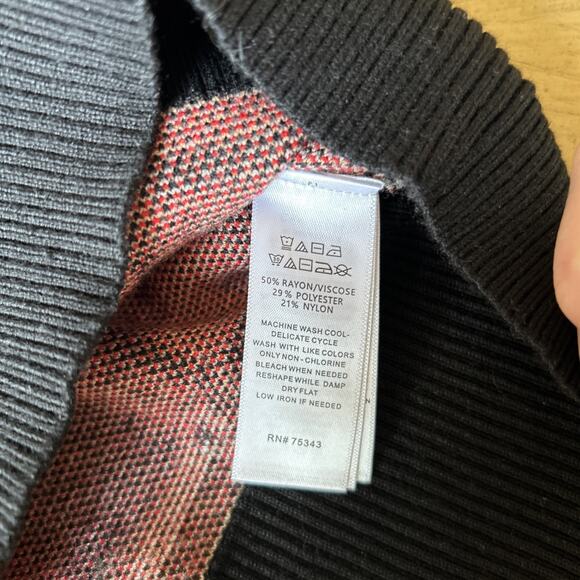 50% RAYON/VISCOSE
29% POLYESTER
21% NYLON
MACHINE WASH COOL-
DELICATE CYCLE
WASH WITH LIKE COLORS
ONLY NON-CHLORINE
BLEACH WHEN NEEDED
RESHAPE WHILE DAMP
DRY FLAT
LOW IRON IF NEEDED
RN# 75343